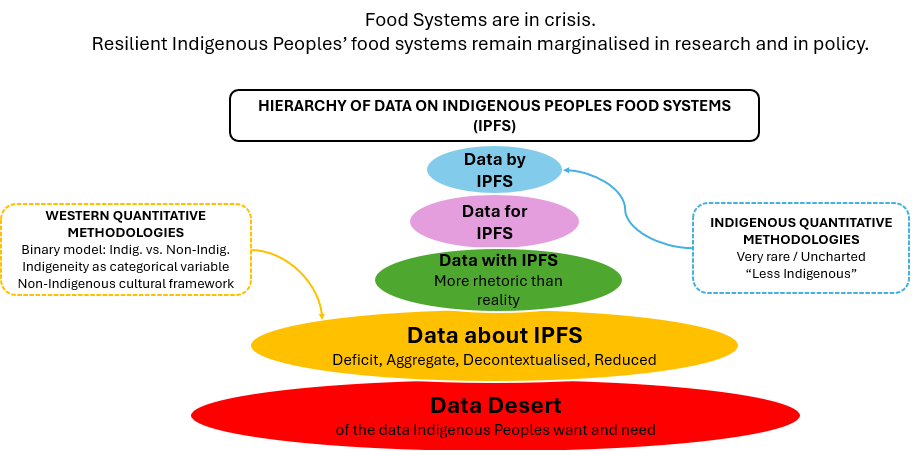 Food Systems are in crisis.
Resilient Indigenous Peoples’ food systems remain marginalised in research and in policy.
HIERARCHY OF DATA ON INDIGENOUS PEOPLES FOOD SYSTEMS
(IPFS)
Data by
IPFS
Data for
IPFS
Data with IPFS
More rhetoric than
reality
Data about IPFS
Deficit, Aggregate, Decontextualised, Reduced
Data Desert
of the data Indigenous Peoples want and need
WESTERN QUANTITATIVE
METHODOLOGIES
Binary model: Indig. vs. Non-Indig.
Indigeneity as categorical variable
Non-Indigenous cultural framework
INDIGENOUS QUANTITATIVE
METHODOLOGIES
Very rare / Uncharted
“Less Indigenous”